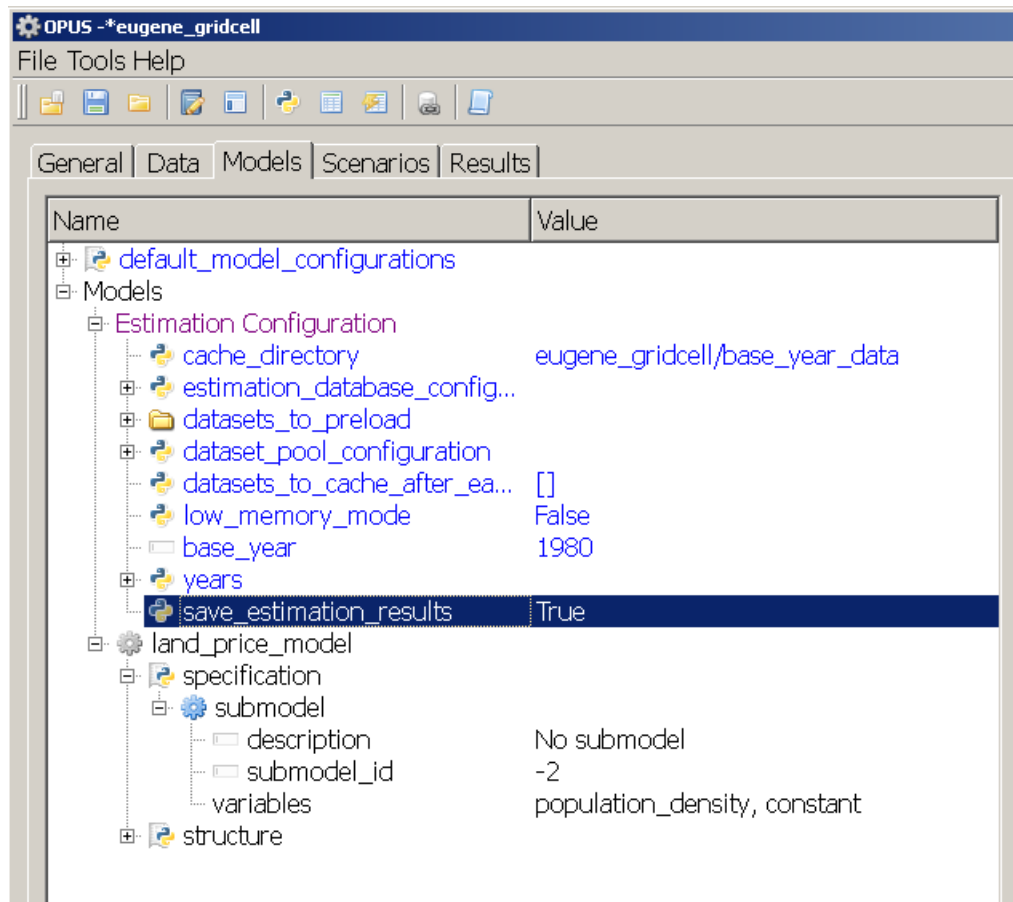 OPUS -*eugene_gridcell
File Tools Help
General Data Models Scenarios Results
Name Value
default_model_configurations
Models
Estimation Configuration
cache_directory eugene_gridcell/base_year_data
estimation_database_config...
datasets_to_preload
dataset_pool_configuration
datasets_to_cache_after_ea... []
low_memory_mode False
base_year 1980
years
save_estimation_results True
land_price_model
specification
submodel
description No submodel
submodel_id -2
variables population_density, constant
structure